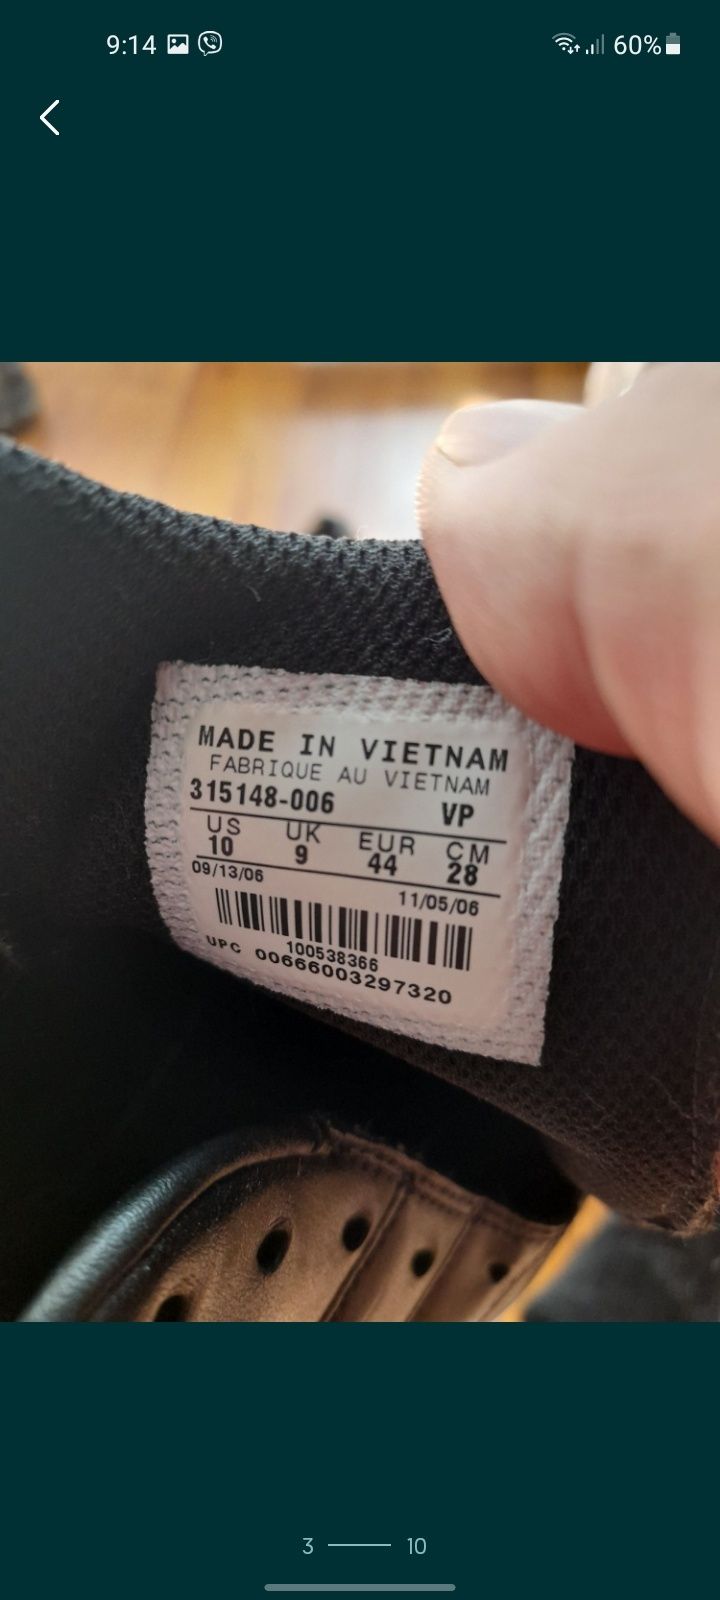 9:14
60%
MADE IN VIETNAM
FABRIQUE AU VIETNAM
315148-006 VP
US UK EUR CM
10 9 44 28
09/13/06 11/05/06
100538366
UPC 00666003297320
3 10